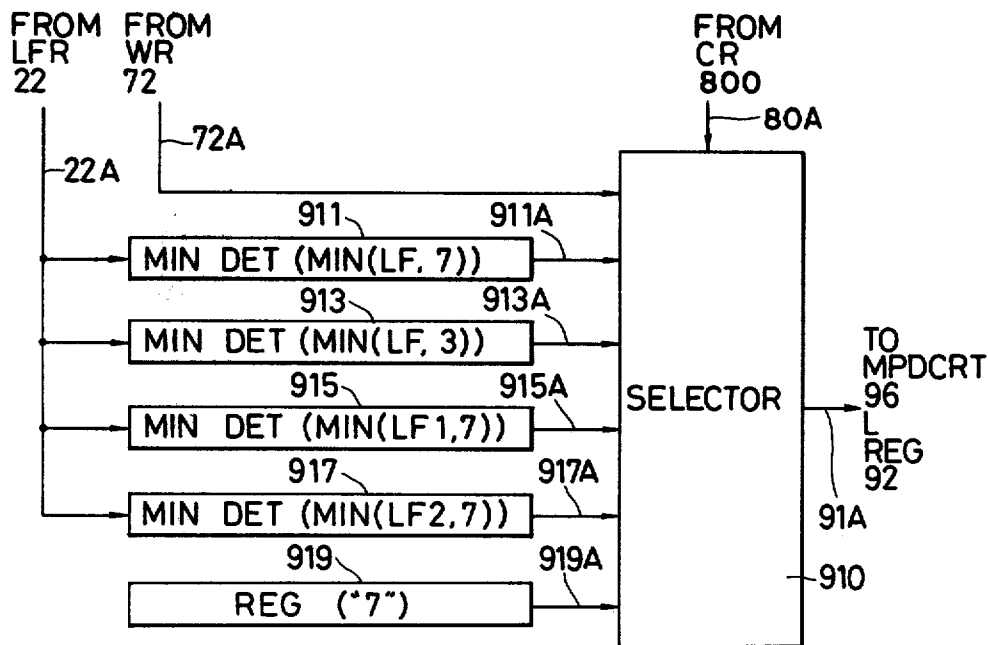 FROM
LFR
22
FROM
WR
72
FROM
CR
800
80A
72A
22A
911
911A
MIN DET (MIN(LF, 7))
913
913A
MIN DET (MIN(LF, 3))
915
915A
MIN DET (MIN(LF1,7))
917
917A
MIN DET (MIN(LF2,7))
919
919A
REG ("7")
SELECTOR
910
TO
MPDCRT
96
L
REG
92
91A